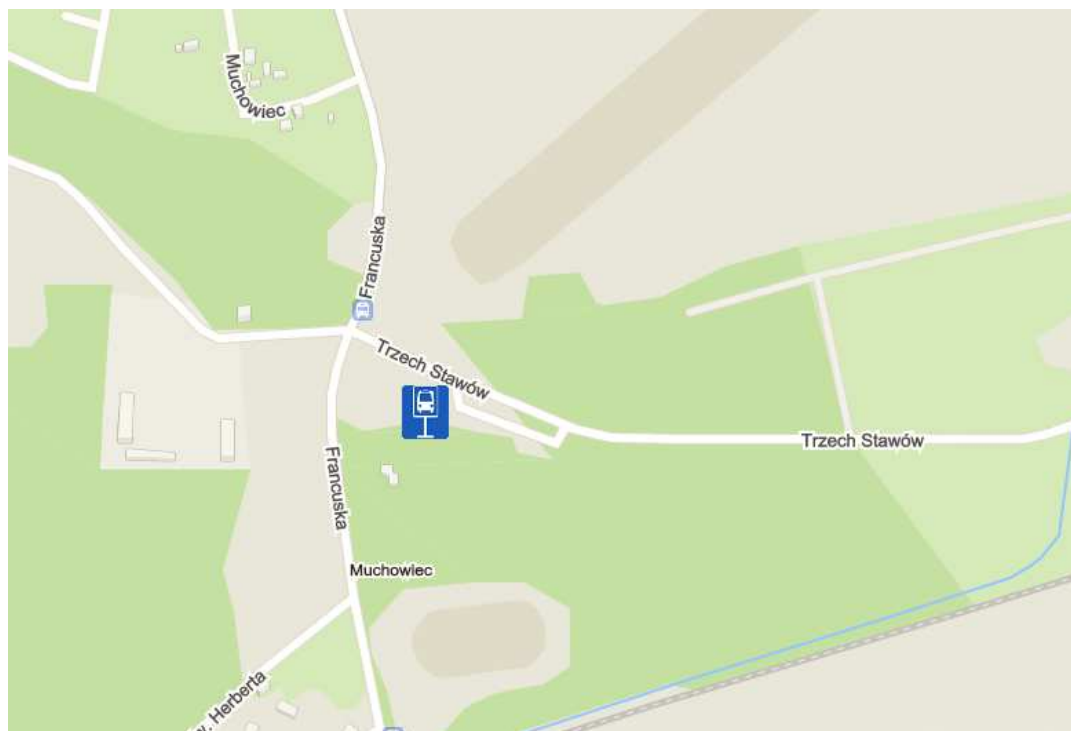 Muchowiec
Francuska
Trzech Stawów
Trzech Stawów
Francuska
Muchowiec
w. Herberta